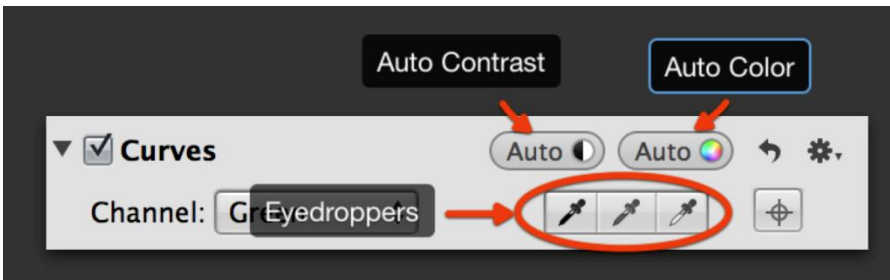 Auto Contrast
Auto Color
Curves
Auto
Auto
Channel:
Eyedroppers